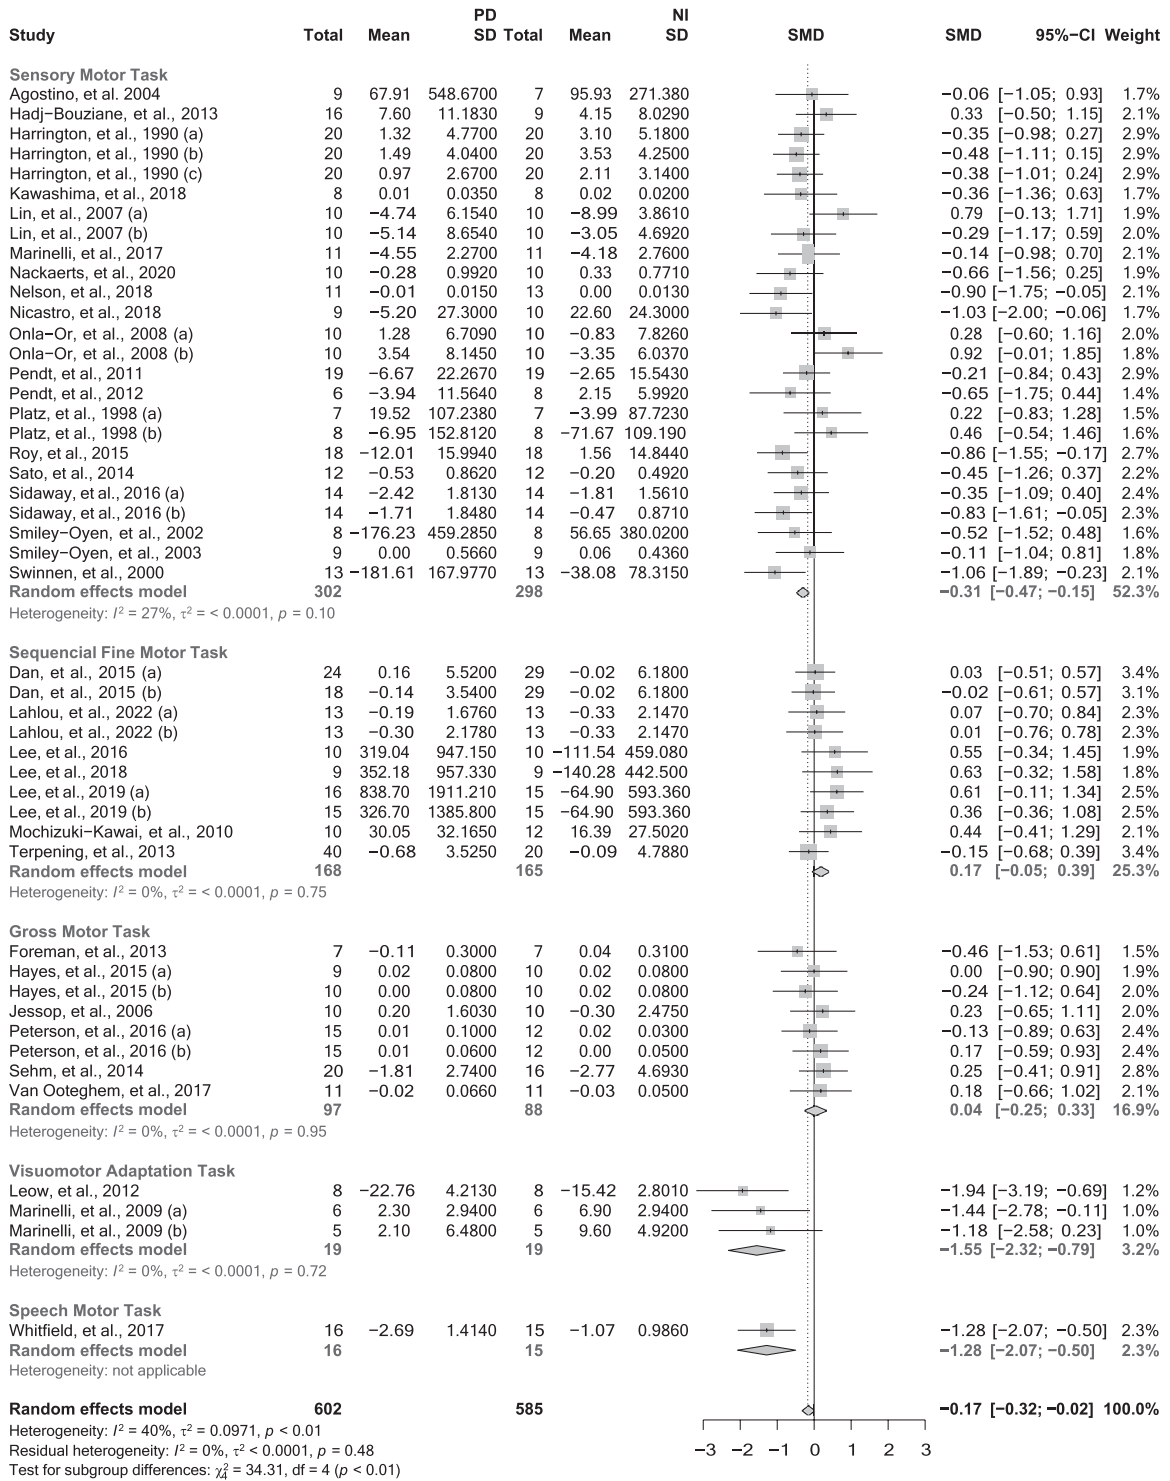 PD NI
Study Total Mean SD Total Mean SD SMD SMD 95%−CI Weight
Sensory Motor Task
Agostino, et al. 2004 9 67.91 548.6700 7 95.93 271.380 −0.06 [−1.05; 0.93] 1.7%
Hadj−Bouziane, et al., 2013 16 7.60 11.1830 9 4.15 8.0290 0.33 [−0.50; 1.15] 2.1%
Harrington, et al., 1990 (a) 20 1.32 4.7700 20 3.10 5.1800 −0.35 [−0.98; 0.27] 2.9%
Harrington, et al., 1990 (b) 20 1.49 4.0400 20 3.53 4.2500 −0.48 [−1.11; 0.15] 2.9%
Harrington, et al., 1990 (c) 20 0.97 2.6700 20 2.11 3.1400 −0.38 [−1.01; 0.24] 2.9%
Kawashima, et al., 2018 8 0.01 0.0350 8 0.02 0.0200 −0.36 [−1.36; 0.63] 1.7%
Lin, et al., 2007 (a) 10 −4.74 6.1540 10 −8.99 3.8610 0.79 [−0.13; 1.71] 1.9%
Lin, et al., 2007 (b) 10 −5.14 8.6540 10 −3.05 4.6920 −0.29 [−1.17; 0.59] 2.0%
Marinelli, et al., 2017 11 −4.55 2.2700 11 −4.18 2.7600 −0.14 [−0.98; 0.70] 2.1%
Nackaerts, et al., 2020 10 −0.28 0.9920 10 0.33 0.7710 −0.66 [−1.56; 0.25] 1.9%
Nelson, et al., 2018 11 −0.01 0.0150 13 0.00 0.0130 −0.90 [−1.75; −0.05] 2.1%
Nicastro, et al., 2018 9 −5.20 27.3000 10 22.60 24.3000 −1.03 [−2.00; −0.06] 1.7%
Onla−Or, et al., 2008 (a) 10 1.28 6.7090 10 −0.83 7.8260 0.28 [−0.60; 1.16] 2.0%
Onla−Or, et al., 2008 (b) 10 3.54 8.1450 10 −3.35 6.0370 0.92 [−0.01; 1.85] 1.8%
Pendt, et al., 2011 19 −6.67 22.2670 19 −2.65 15.5430 −0.21 [−0.84; 0.43] 2.9%
Pendt, et al., 2012 6 −3.94 11.5640 8 2.15 5.9920 −0.65 [−1.75; 0.44] 1.4%
Platz, et al., 1998 (a) 7 19.52 107.2380 7 −3.99 87.7230 0.22 [−0.83; 1.28] 1.5%
Platz, et al., 1998 (b) 8 −6.95 152.8120 8 −71.67 109.190 0.46 [−0.54; 1.46] 1.6%
Roy, et al., 2015 18 −12.01 15.9940 18 1.56 14.8440 −0.86 [−1.55; −0.17] 2.7%
Sato, et al., 2014 12 −0.53 0.8620 12 −0.20 0.4920 −0.45 [−1.26; 0.37] 2.2%
Sidaway, et al., 2016 (a) 14 −2.42 1.8130 14 −1.81 1.5610 −0.35 [−1.09; 0.40] 2.4%
Sidaway, et al., 2016 (b) 14 −1.71 1.8480 14 −0.47 0.8710 −0.83 [−1.61; −0.05] 2.3%
Smiley−Oyen, et al., 2002 8 −176.23 459.2850 8 56.65 380.0200 −0.52 [−1.52; 0.48] 1.6%
Smiley−Oyen, et al., 2003 9 0.00 0.5660 9 0.06 0.4360 −0.11 [−1.04; 0.81] 1.8%
Swinnen, et al., 2000 13 −181.61 167.9770 13 −38.08 78.3150 −1.06 [−1.89; −0.23] 2.1%
Random effects model 302 298 −0.31 [−0.47; −0.15] 52.3%
Heterogeneity: I² = 27%, τ² = < 0.0001, p = 0.10
Sequencial Fine Motor Task
Dan, et al., 2015 (a) 24 0.16 5.5200 29 −0.02 6.1800 0.03 [−0.51; 0.57] 3.4%
Dan, et al., 2015 (b) 18 −0.14 3.5400 29 −0.02 6.1800 −0.02 [−0.61; 0.57] 3.1%
Lahlou, et al., 2022 (a) 13 −0.19 1.6760 13 −0.33 2.1470 0.07 [−0.70; 0.84] 2.3%
Lahlou, et al., 2022 (b) 13 −0.30 2.1780 13 −0.33 2.1470 0.01 [−0.76; 0.78] 2.3%
Lee, et al., 2016 10 319.04 947.150 10 −111.54 459.080 0.55 [−0.34; 1.45] 1.9%
Lee, et al., 2018 9 352.18 957.330 9 −140.28 442.500 0.63 [−0.32; 1.58] 1.8%
Lee, et al., 2019 (a) 16 838.70 1911.210 15 −64.90 593.360 0.61 [−0.11; 1.34] 2.5%
Lee, et al., 2019 (b) 15 326.70 1385.800 15 −64.90 593.360 0.36 [−0.36; 1.08] 2.5%
Mochizuki-Kawai, et al., 2010 10 30.05 32.1650 12 16.39 27.5020 0.44 [−0.41; 1.29] 2.1%
Terpening, et al., 2013 40 −0.68 3.5250 20 −0.09 4.7880 −0.15 [−0.68; 0.39] 3.4%
Random effects model 168 165 0.17 [−0.05; 0.39] 25.3%
Heterogeneity: I² = 0%, τ² = < 0.0001, p = 0.75
Gross Motor Task
Foreman, et al., 2013 7 −0.11 0.3000 7 0.04 0.3100 −0.46 [−1.53; 0.61] 1.5%
Hayes, et al., 2015 (a) 9 0.02 0.0800 10 0.02 0.0800 0.00 [−0.90; 0.90] 1.9%
Hayes, et al., 2015 (b) 10 0.00 0.0800 10 0.02 0.0800 −0.24 [−1.12; 0.64] 2.0%
Jessop, et al., 2006 10 0.20 1.6030 10 −0.30 2.4750 0.23 [−0.65; 1.11] 2.0%
Peterson, et al., 2016 (a) 15 0.01 0.1000 12 0.02 0.0300 −0.13 [−0.89; 0.63] 2.4%
Peterson, et al., 2016 (b) 15 0.01 0.0600 12 0.00 0.0500 0.17 [−0.59; 0.93] 2.4%
Sehm, et al., 2014 20 −1.81 2.7400 16 −2.77 4.6930 0.25 [−0.41; 0.91] 2.8%
Van Ooteghem, et al., 2017 11 −0.02 0.0660 11 −0.03 0.0500 0.18 [−0.66; 1.02] 2.1%
Random effects model 97 88 0.04 [−0.25; 0.33] 16.9%
Heterogeneity: I² = 0%, τ² = < 0.0001, p = 0.95
Visuomotor Adaptation Task
Leow, et al., 2012 8 −22.76 4.2130 8 −15.42 2.8010 −1.94 [−3.19; −0.69] 1.2%
Marinelli, et al., 2009 (a) 6 2.30 2.9400 6 6.90 2.9400 −1.44 [−2.78; −0.11] 1.0%
Marinelli, et al., 2009 (b) 5 2.10 6.4800 5 9.60 4.9200 −1.18 [−2.58; 0.23] 1.0%
Random effects model 19 19 −1.55 [−2.32; −0.79] 3.2%
Heterogeneity: I² = 0%, τ² = < 0.0001, p = 0.72
Speech Motor Task
Whitfield, et al., 2017 16 −2.69 1.4140 15 −1.07 0.9860 −1.28 [−2.07; −0.50] 2.3%
Random effects model 16 15 −1.28 [−2.07; −0.50] 2.3%
Heterogeneity: not applicable
Random effects model 602 585 −0.17 [−0.32; −0.02] 100.0%
Heterogeneity: I² = 40%, τ² = 0.0971, p < 0.01
Residual heterogeneity: I² = 0%, τ² < 0.0001, p = 0.48
−3 −2 −1 0 1 2 3
Test for subgroup differences: χ²₄ = 34.31, df = 4 (p < 0.01)